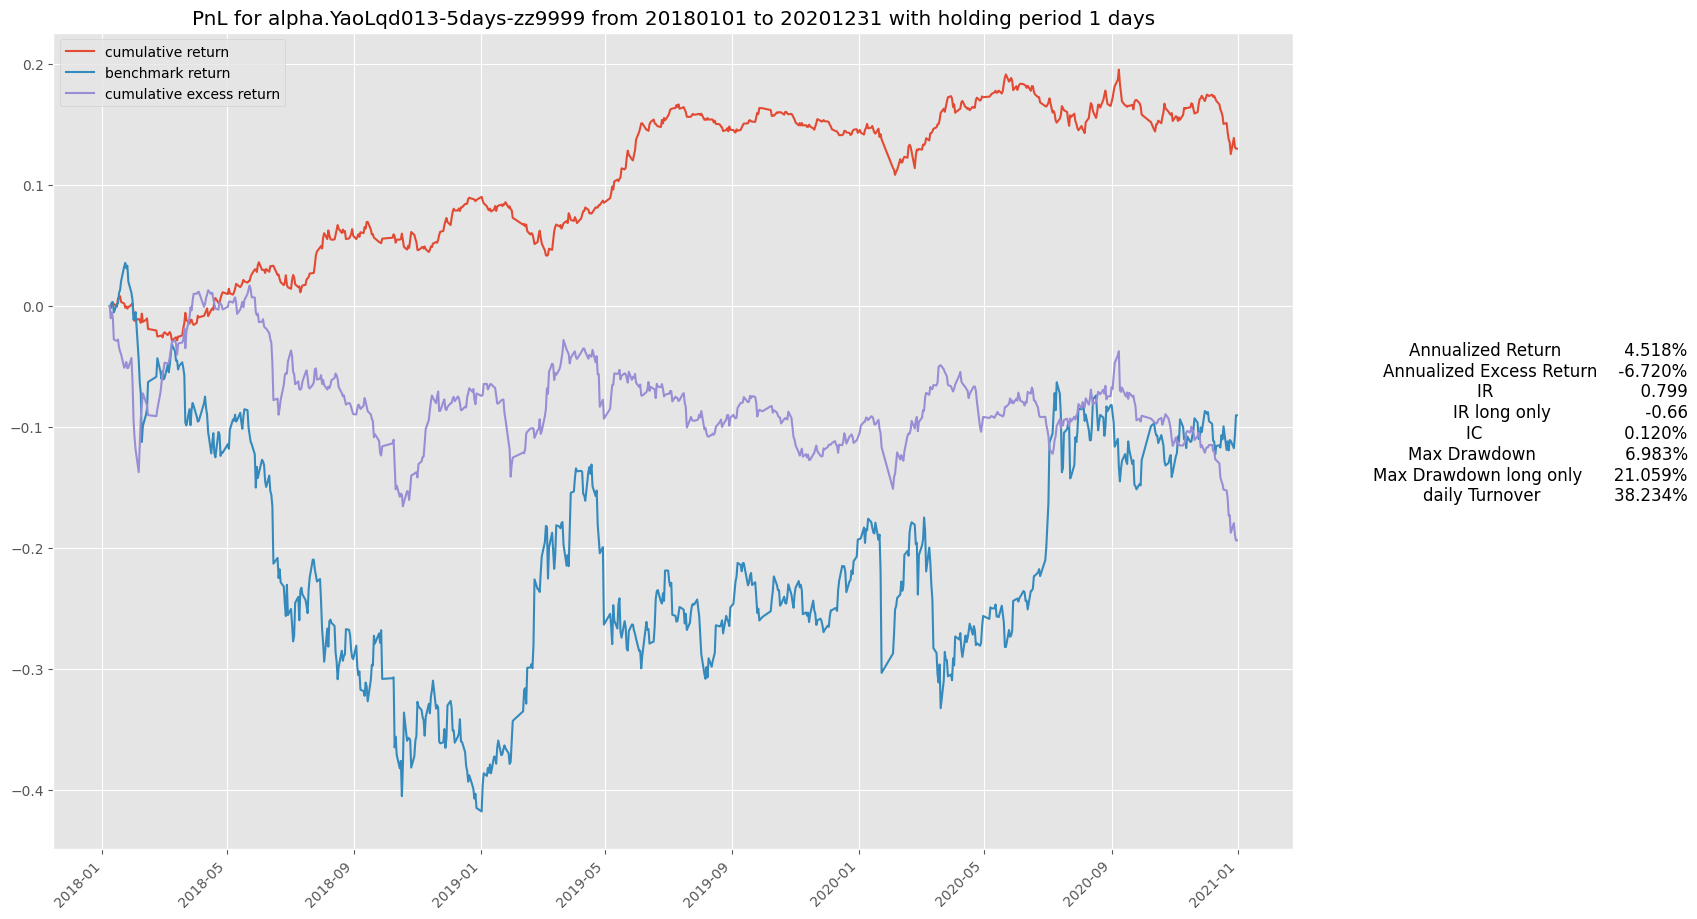 PnL for alpha.YaoLqd013-5days-zz9999 from 20180101 to 20201231 with holding period 1 days
cumulative return
benchmark return
cumulative excess return
0.2
0.1
0.0
−0.1
−0.2
−0.3
−0.4
2018-01
2018-05
2018-09
2019-01
2019-05
2019-09
2020-01
2020-05
2020-09
2021-01
Annualized Return 4.518%
Annualized Excess Return -6.720%
IR 0.799
IR long only -0.66
IC 0.120%
Max Drawdown 6.983%
Max Drawdown long only 21.059%
daily Turnover 38.234%